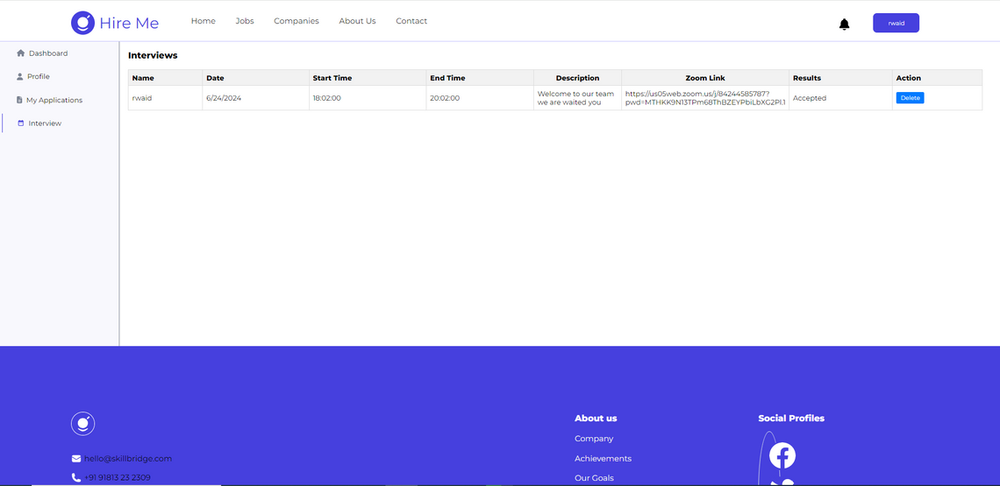 Hire Me
Home Jobs Companies About Us Contact
rwaid
Dashboard
Profile
My Applications
Interview
Interviews
Name Date Start Time End Time Description Zoom Link Results Action
rwaid 6/24/2024 18:02:00 20:02:00 Welcome to our team https://us05web.zoom.us/j/84244585787? Accepted Delete
we are waited you pwd=MTHKK9N13TPm68ThBZEYPbiLbXG2Pl.1
hello@skillbridge.com
+91 91813 23 2309
About us
Company
Achievements
Our Goals
Social Profiles